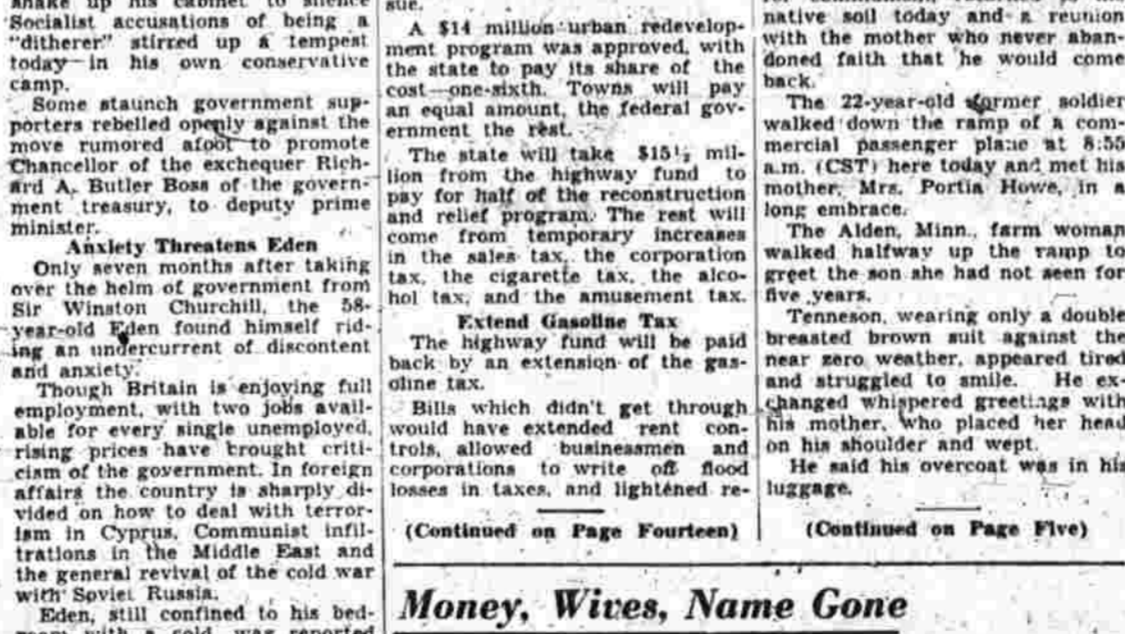 shake up his cabinet to silence
Socialist accusations of being a
"ditherer" stirred up a tempest
today—in his own conservative
camp.
Some staunch government sup-
porters rebelled openly against the
move rumored afoot to promote
Chancellor of the exchequer Rich-
ard A. Butler Boss of the govern-
ment treasury, to deputy prime
minister.
Anxiety Threatens Eden
Only seven months after taking
over the helm of government from
Sir Winston Churchill, the 58-
year-old Eden found himself rid-
ing an undercurrent of discontent
and anxiety.
Though Britain is enjoying full
employment, with two jobs avail-
able for every single unemployed,
rising prices have brought criti-
cism of the government. In foreign
affairs the country is sharply di-
vided on how to deal with terror-
ism in Cyprus, Communist infil-
trations in the Middle East and
the general revival of the cold war
with Soviet Russia.
Eden, still confined to his bed-
room with a cold, was reported
sue.
A $14 million urban redevelop-
ment program was approved, with
the state to pay its share of the
cost—one-sixth. Towns will pay
an equal amount, the federal gov-
ernment the rest.
The state will take $15½ mil-
lion from the highway fund to
pay for half of the reconstruction
and relief program. The rest will
come from temporary increases
in the sales tax, the corporation
tax, the cigarette tax, the alco-
hol tax, and the amusement tax.
Extend Gasoline Tax
The highway fund will be paid
back by an extension of the gas-
oline tax.
Bills which didn't get through
would have extended rent con-
trols, allowed businessmen and
corporations to write off flood
losses in taxes, and lightened re-
(Continued on Page Fourteen)
native soil today and a reunion
with the mother who never aban-
doned faith that he would come
back.
The 22-year-old former soldier
walked down the ramp of a com-
mercial passenger plane at 8:55
a.m. (CST) here today and met his
mother, Mrs. Portia Howe, in a
long embrace.
The Alden, Minn., farm woman
walked halfway up the ramp to
greet the son she had not seen for
five years.
Tenneson, wearing only a double
breasted brown suit against the
near zero weather, appeared tired
and struggled to smile. He ex-
changed whispered greetings with
his mother, who placed her head
on his shoulder and wept.
He said his overcoat was in his
luggage.
(Continued on Page Five)
Money, Wives, Name Gone